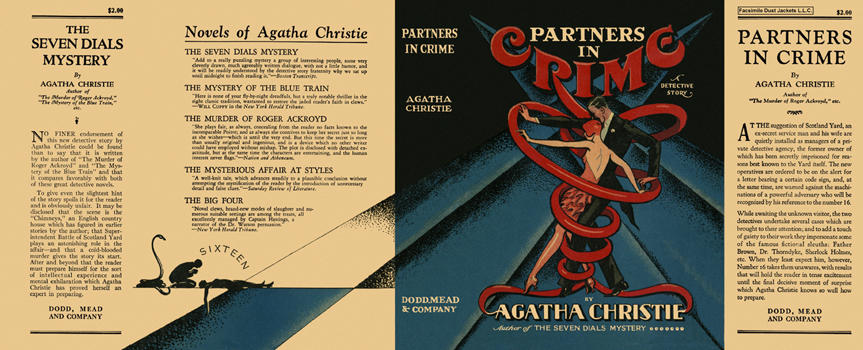 $2.00
THE
SEVEN DIALS
MYSTERY
By
AGATHA CHRISTIE
Author of
"The Murder of Roger Ackroyd,"
"The Mystery of the Blue Train,"
etc.
NO FINER endorsement of
this new detective story by
Agatha Christie could be found
than to say that it is written
by the author of "The Murder of
Roger Ackroyd" and "The Mys-
tery of the Blue Train" and that
it compares favorably with both
of these great detective novels.
To give even the slightest hint
of the story spoils it for the reader
and is obviously unfair. It may be
disclosed that the scene is the
"Chimneys," an English country
house which has figured in earlier
stories by the author; that Super-
intendent Battle of Scotland Yard
plays an astonishing role in the
affair—and that a cold-blooded
murder gives the story its start.
After and beyond that the reader
must prepare himself for the sort
of intellectual experience and
mental exhilaration which Agatha
Christie has proved herself an
expert in preparing.
DODD, MEAD
AND COMPANY
Novels of Agatha Christie
THE SEVEN DIALS MYSTERY
"Add to a really puzzling mystery a group of interesting people, some very
clevely drawn, much agreeably written dialogue, with not a little humor, and
it will be readily understood by the detective story fraternity why we sat up
until midnight to finish reading it."—Boston Transcript.
THE MYSTERY OF THE BLUE TRAIN
"Here is none of your fly-by-night dreadfuls, but a truly notable thriller in the
right classic tradition, warranted to restore the jaded reader's faith in clews."
—WILL CUPPY in the New York Herald Tribune.
THE MURDER OF ROGER ACKROYD
"She plays fair, as always, concealing from the reader no facts known to the
incomparable Poirot; and as always she contrives to keep her secret just so long
as she wishes—which is until the very end. But this time the secret is more
than usually original and ingenious, and is a device which no other writer
could have employed without mishap. The plot is disclosed with detached ex-
actitude, but at the same time the characters are entertaining, and the human
interest never flags."—Nation and Athenaeum.
THE MYSTERIOUS AFFAIR AT STYLES
"A well-built tale, which advances steadily to a plausible conclusion without
attempting the mystification of the reader by the introduction of unnecessary
detail and false clues."—Saturday Review of Literature.
THE BIG FOUR
"Novel clews, brand-new modes of slaughter and nu-
merous suitable settings are among the treats, all
excellently managed by Captain Hastings, a
narrator of the Dr. Watson persuasion."
—New York Herald Tribune.
SIXTEEN
PARTNERS
IN CRIME
AGATHA
CHRISTIE
DODD, MEAD
& COMPANY
PARTNERS
IN
CRIME
A
DETECTIVE
STORY
BY
AGATHA CHRISTIE
Author of THE SEVEN DIALS MYSTERY
Facsimile Dust Jackets L.L.C.
$2.00
PARTNERS
IN CRIME
By
AGATHA CHRISTIE
Author of
"The Murder of Roger Ackroyd," etc.
AT THE suggestion of Scotland Yard, an
ex-secret service man and his wife are
quietly installed as managers of a pri-
vate detective agency, the former owner of
which has been secretly imprisoned for rea-
sons best known to the Yard itself. The new
operatives are ordered to be on the alert for
a letter bearing a certain code sign, and, at
the same time, are warned against the machi-
nations of a powerful adversary who will be
recognized by his reference to the number 16.
While awaiting the unknown visitor, the two
detectives undertake several cases which are
brought to their attention; and to add a touch
of gaiety to their work they impersonate some
of the famous fictional sleuths: Father
Brown, Dr. Thorndyke, Sherlock Holmes,
etc. When they least expect him, however,
Number 16 takes them unawares, with results
that will hold the reader in tense excitement
until the final decisive moment of surprise
which Agatha Christie knows so well how
to prepare.
DODD, MEAD
AND COMPANY